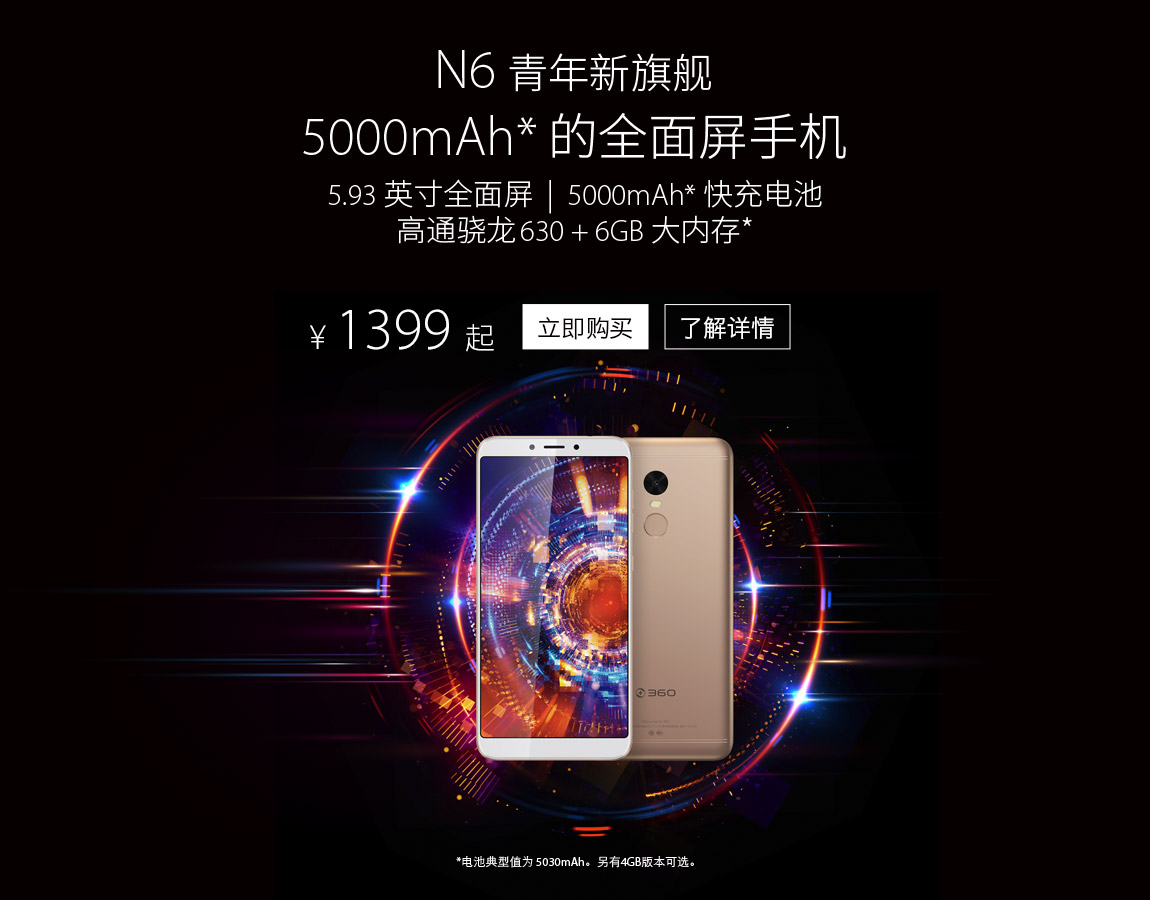 N6 青年新旗舰
5000mAh* 的全面屏手机
5.93 英寸全面屏 | 5000mAh* 快充电池
高通骁龙 630 + 6GB 大内存*
¥ 1399 起 立即购买 了解详情
360
*电池典型值为 5030mAh。另有4GB版本可选。